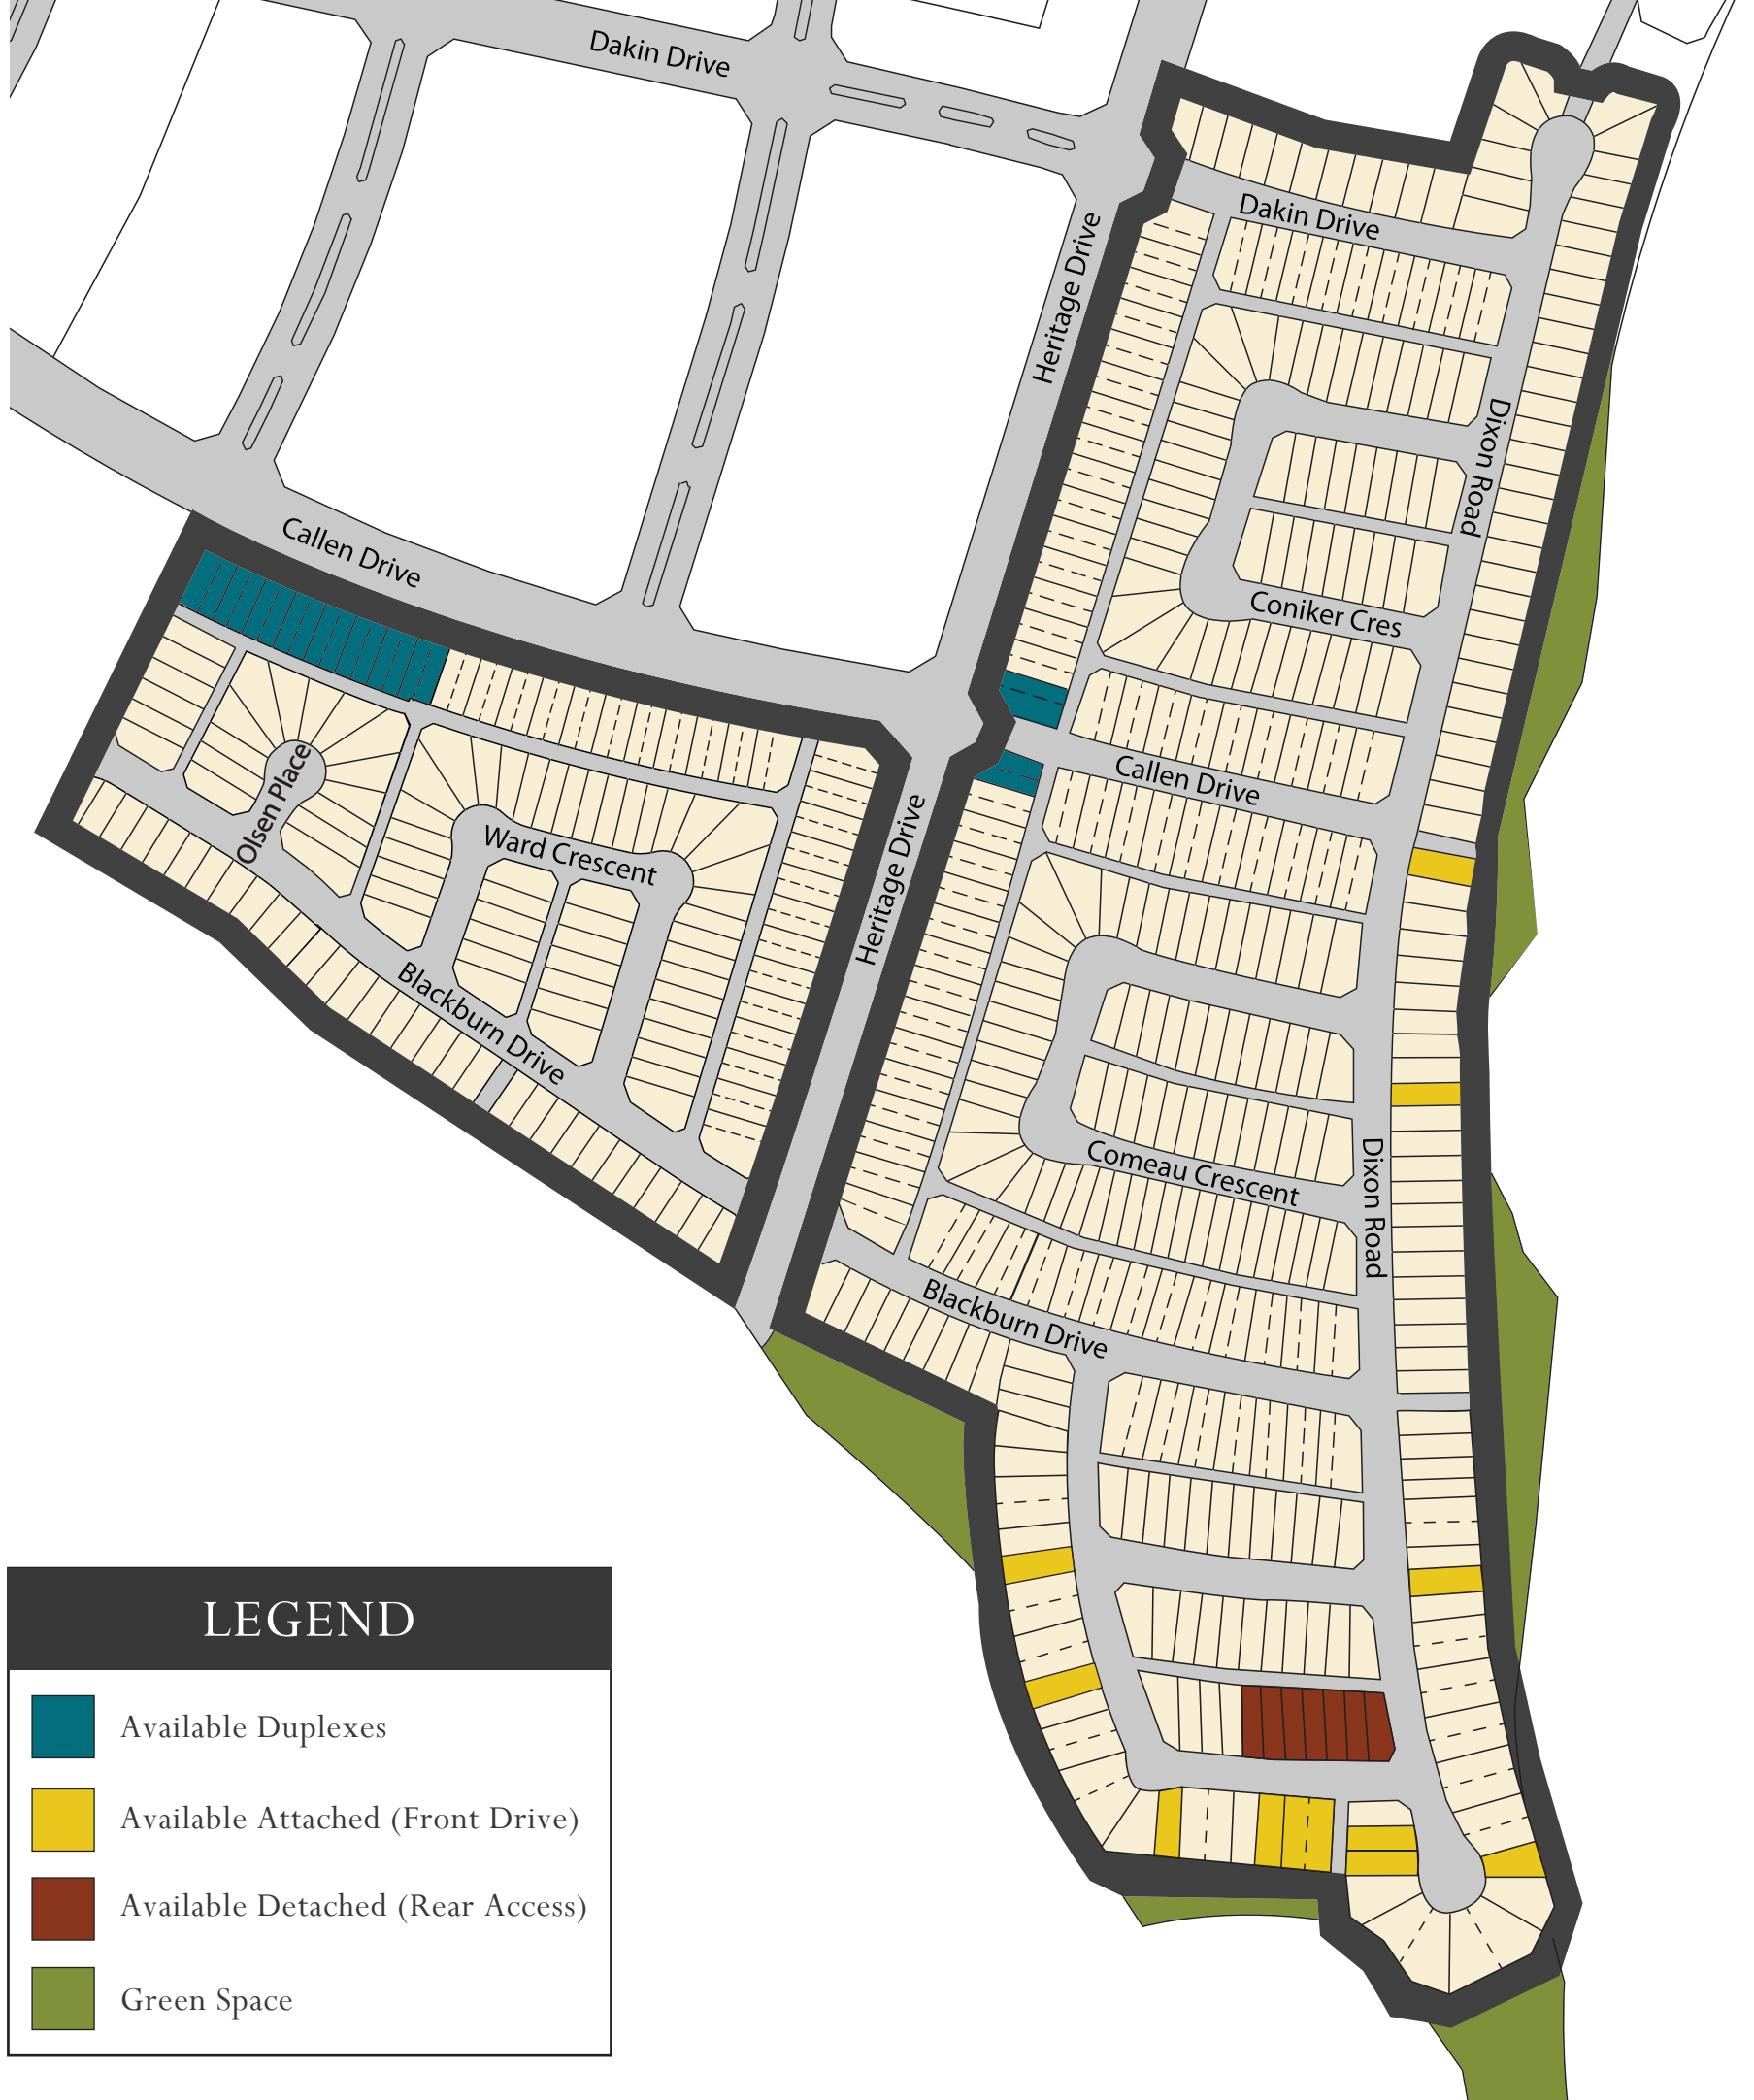 Dakin Drive
Dakin Drive
Heritage Drive
Dixon Road
Callen Drive
Coniker Cres
Callen Drive
Olsen Place
Ward Crescent
Heritage Drive
Blackburn Drive
Comeau Crescent
Dixon Road
Blackburn Drive
LEGEND
Available Duplexes
Available Attached (Front Drive)
Available Detached (Rear Access)
Green Space